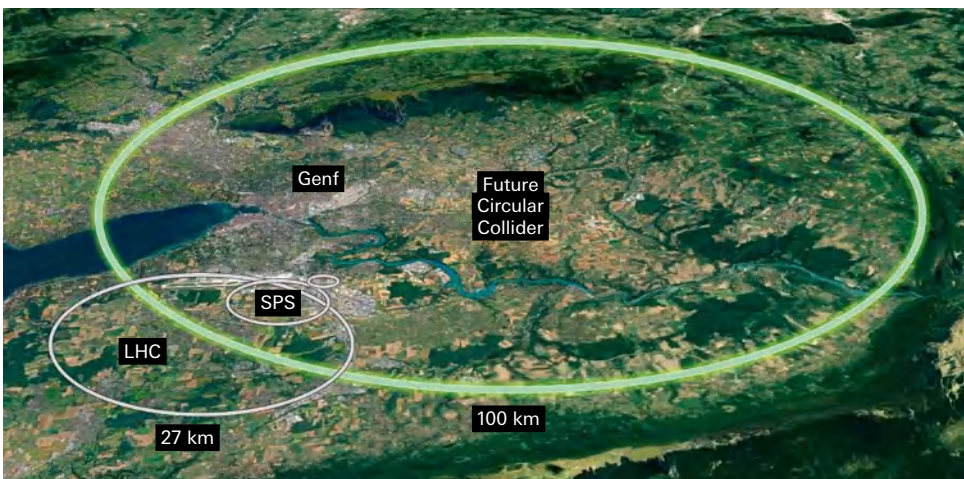 Genf
Future
Circular
Collider
SPS
LHC
27 km
100 km